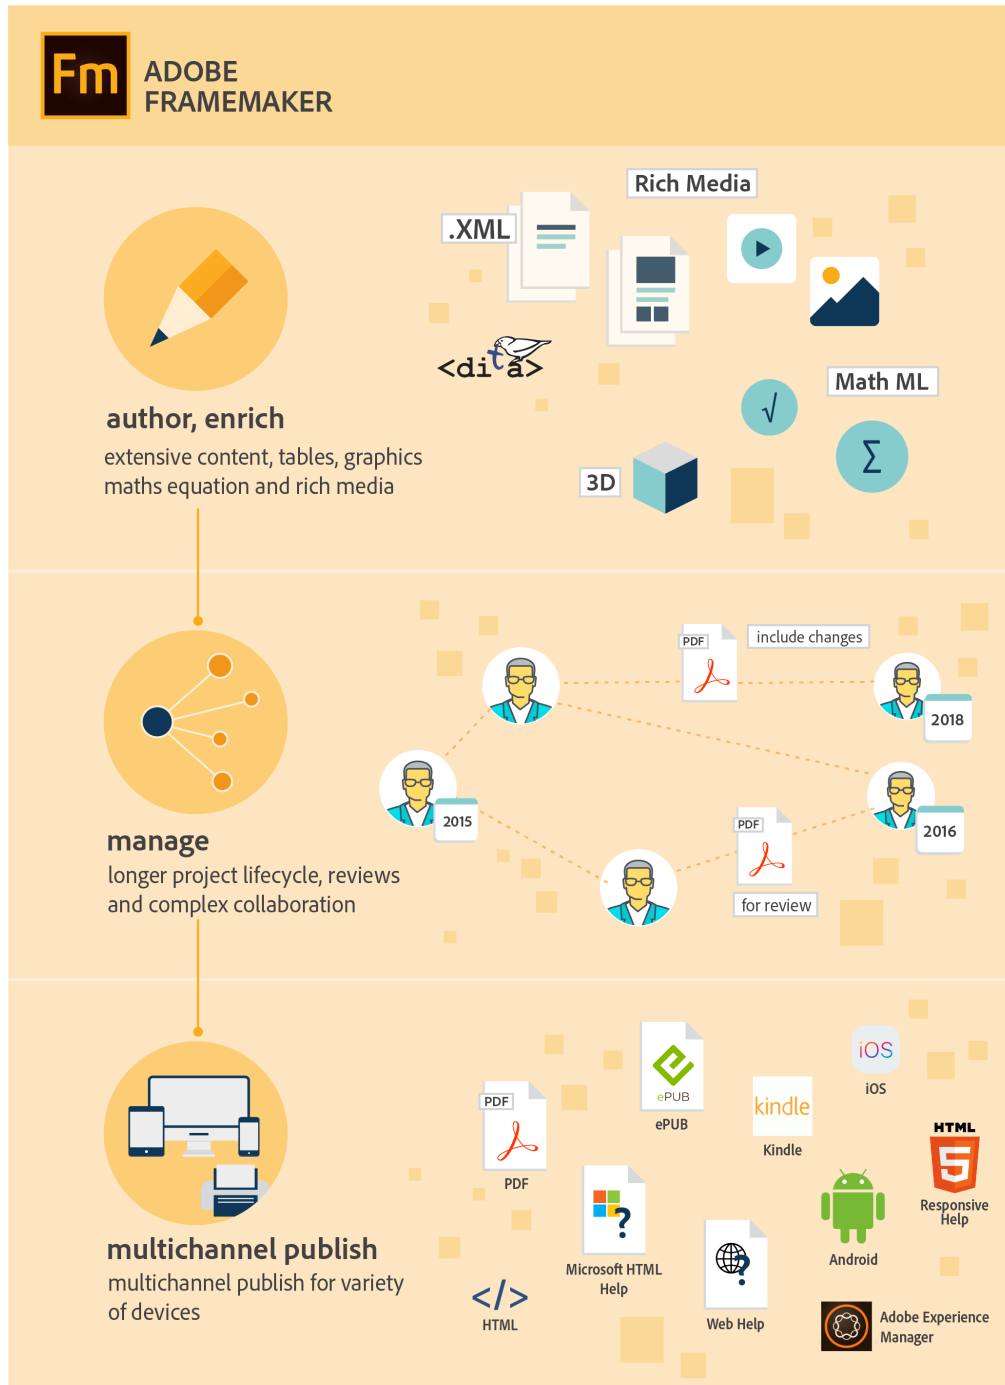 Fm
ADOBE
FRAMEMAKER
Rich Media
.XML
<dita>
Math ML
√
Σ
3D
author, enrich
extensive content, tables, graphics
maths equation and rich media
PDF
include changes
2018
2015
PDF
2016
for review
manage
longer project lifecycle, reviews
and complex collaboration
iOS
iOS
ePUB
ePUB
kindle
Kindle
PDF
PDF
HTML
5
Responsive
Help
?
Microsoft HTML
Help
?
Web Help
Android
</>
HTML
Adobe Experience
Manager
multichannel publish
multichannel publish for variety
of devices